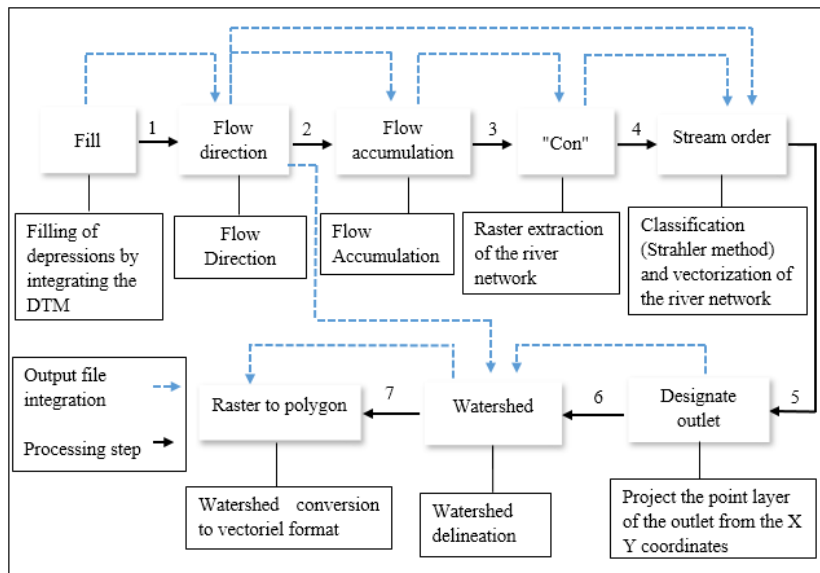 Fill
1
Flow
direction
2
Flow
accumulation
3
"Con"
4
Stream order
Filling of
depressions by
integrating the
DTM
Flow
Direction
Flow
Accumulation
Raster extraction
of the river
network
Classification
(Strahler method)
and vectorization of
the river network
Output file
integration
Processing step
Raster to polygon
7
Watershed
6
Designate
outlet
5
Watershed conversion
to vectoriel format
Watershed
delineation
Project the point layer
of the outlet from the X
Y coordinates